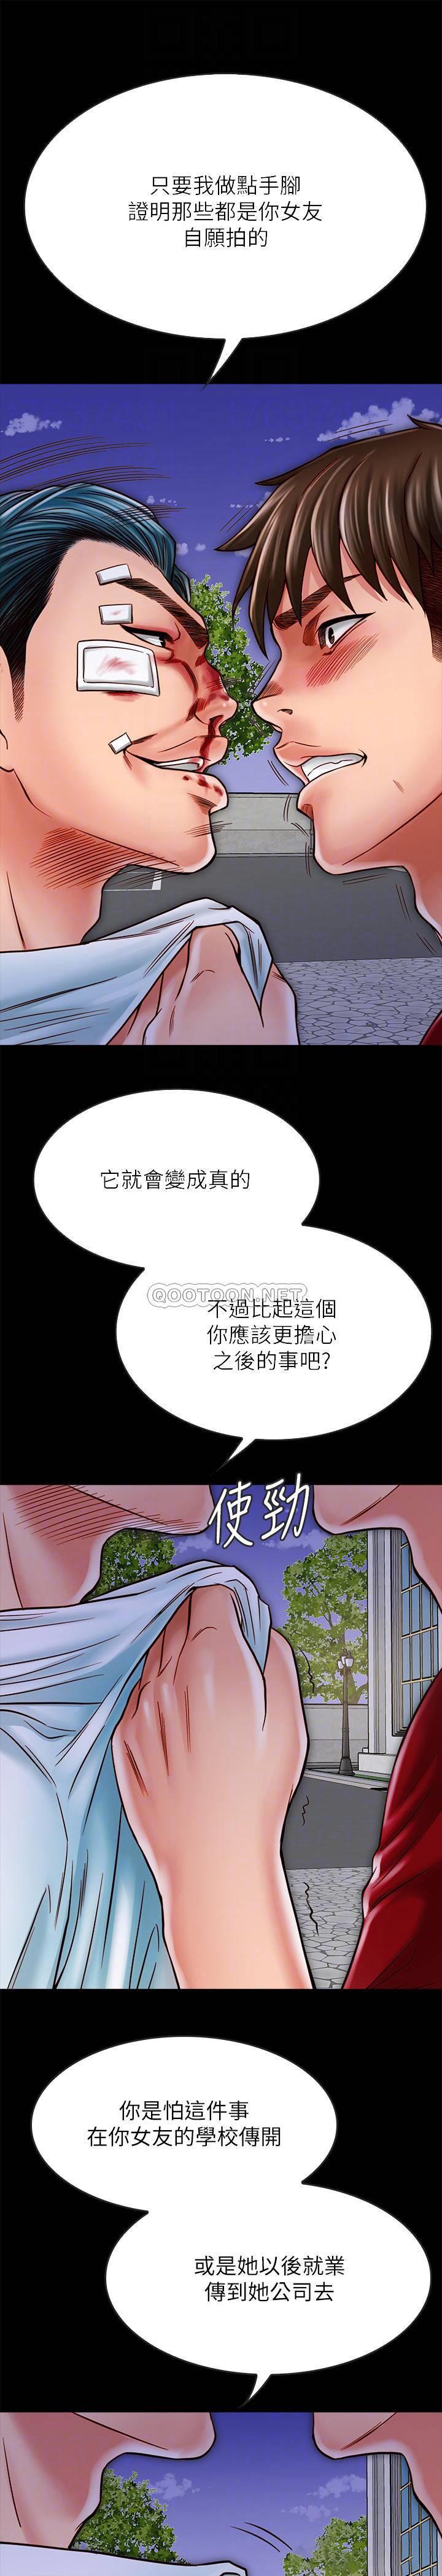 只要我做點手腳
證明那些都是你女友
自願拍的
它就會變成真的
QOOTOON.NET
不過比起這個
你應該更擔心
之後的事吧?
使勁
你是怕這件事
在你女友的學校傳開
或是她以後就業
傳到她公司去